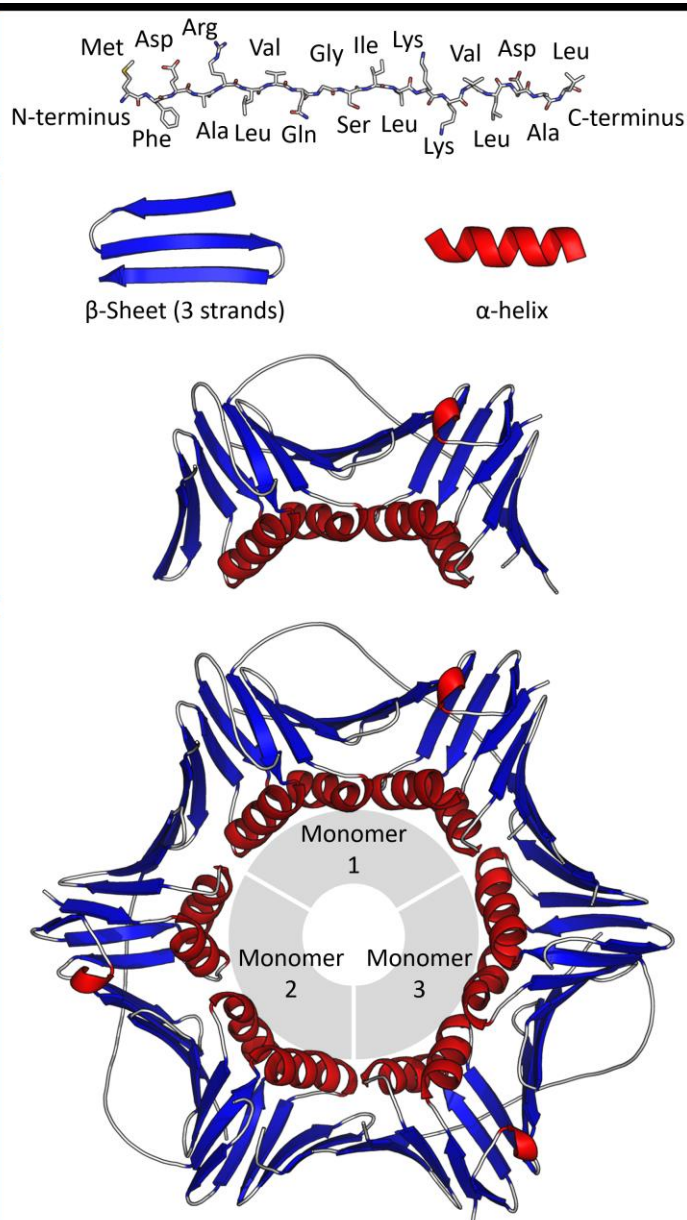 Met Asp Arg Val Gly Ile Lys Val Asp Leu
N-terminus Phe Ala Leu Gln Ser Leu Lys Leu Ala C-terminus
β-Sheet (3 strands)
α-helix
Monomer
1
Monomer
2
Monomer
3